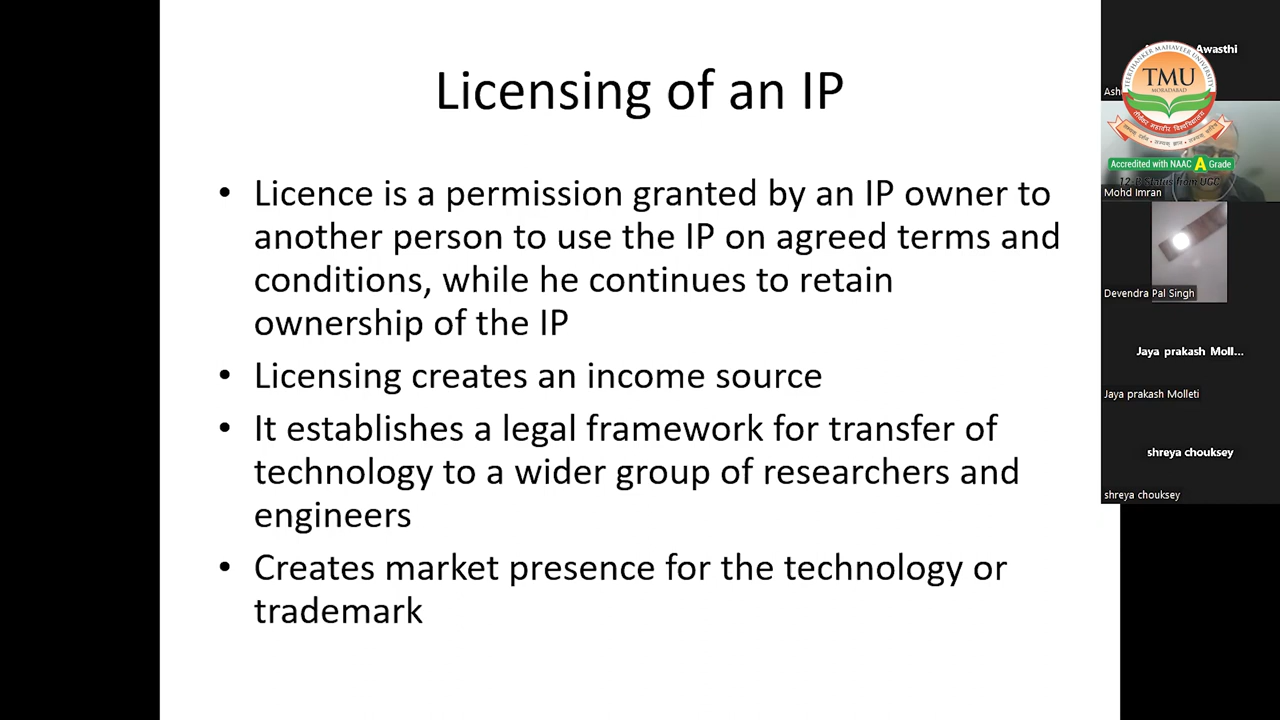 Licensing of an IP
• Licence is a permission granted by an IP owner to
another person to use the IP on agreed terms and
conditions, while he continues to retain
ownership of the IP
• Licensing creates an income source
• It establishes a legal framework for transfer of
technology to a wider group of researchers and
engineers
• Creates market presence for the technology or
trademark
Awasthi
Ash
TEERTHANKER MAHAVEER UNIVERSITY
TMU
MORADABAD
Accredited with NAAC A Grade
12-B Status from UGC
Mohd Imran
Devendra Pal Singh
Jaya prakash Moll...
Jaya prakash Molleti
shreya chouksey
shreya chouksey